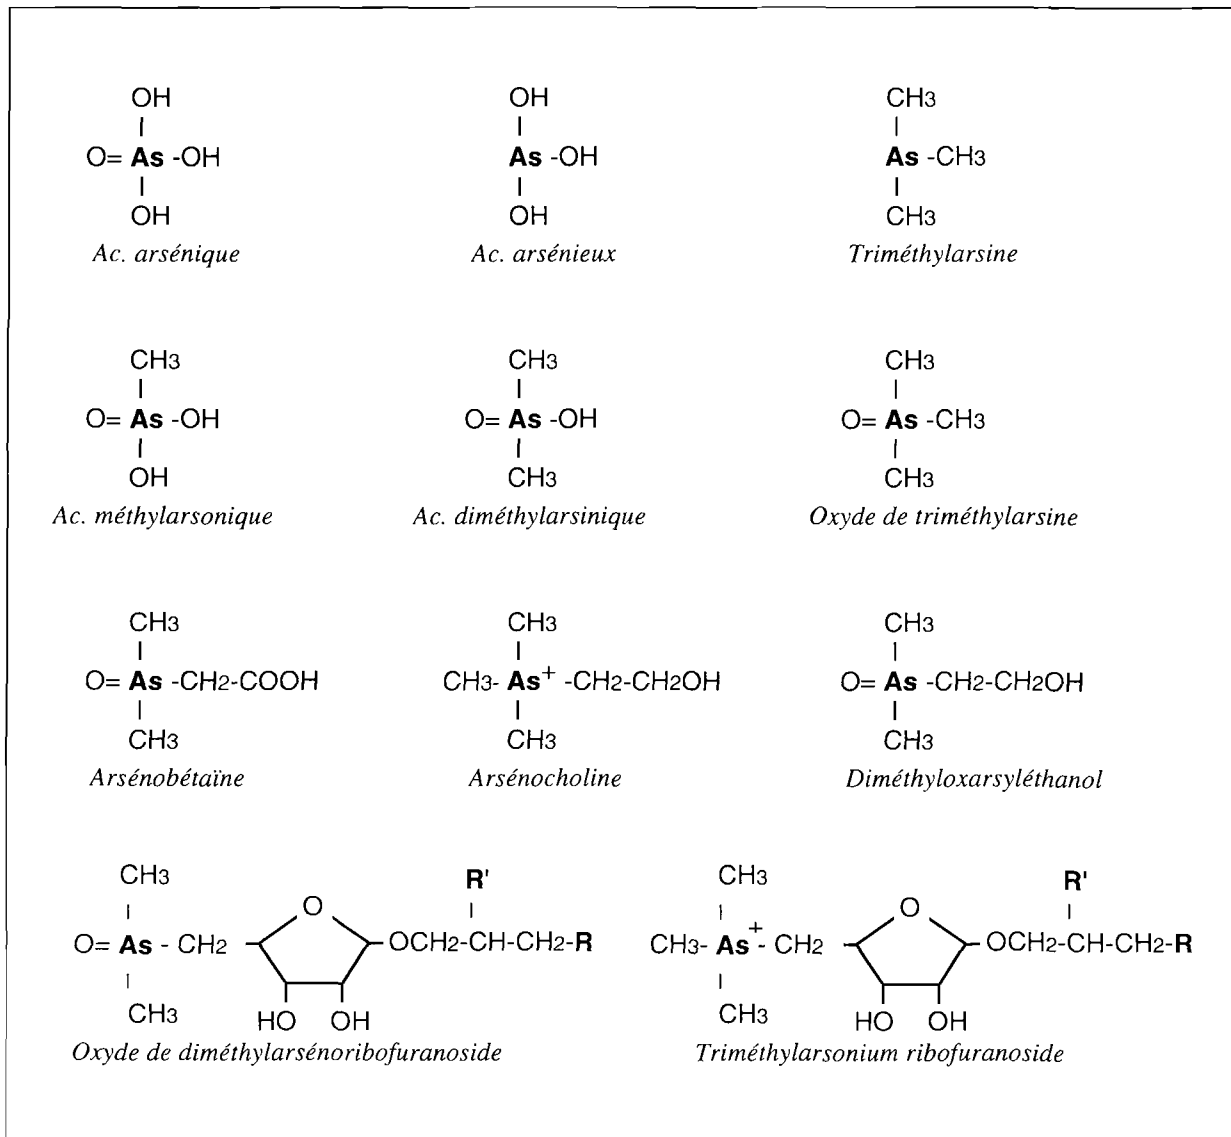 OH OH CH3
O= As -OH As -OH As -CH3
OH OH CH3
Ac. arsénique Ac. arsénieux Triméthylarsine
CH3 CH3 CH3
O= As -OH O= As -OH O= As -CH3
OH CH3 CH3
Ac. méthylarsonique Ac. diméthylarsinique Oxyde de triméthylarsine
CH3 CH3 CH3
O= As -CH2-COOH CH3- As+ -CH2-CH2OH O= As -CH2-CH2OH
CH3 CH3 CH3
Arsénobétaïne Arsénocholine Diméthyloxarsyléthanol
CH3 R' CH3 R'
O O
O= As - CH2 OCH2-CH-CH2-R CH3- As+ - CH2 OCH2-CH-CH2-R
CH3 HO OH CH3 HO OH
Oxyde de diméthylarsénoribofuranoside Triméthylarsonium ribofuranoside